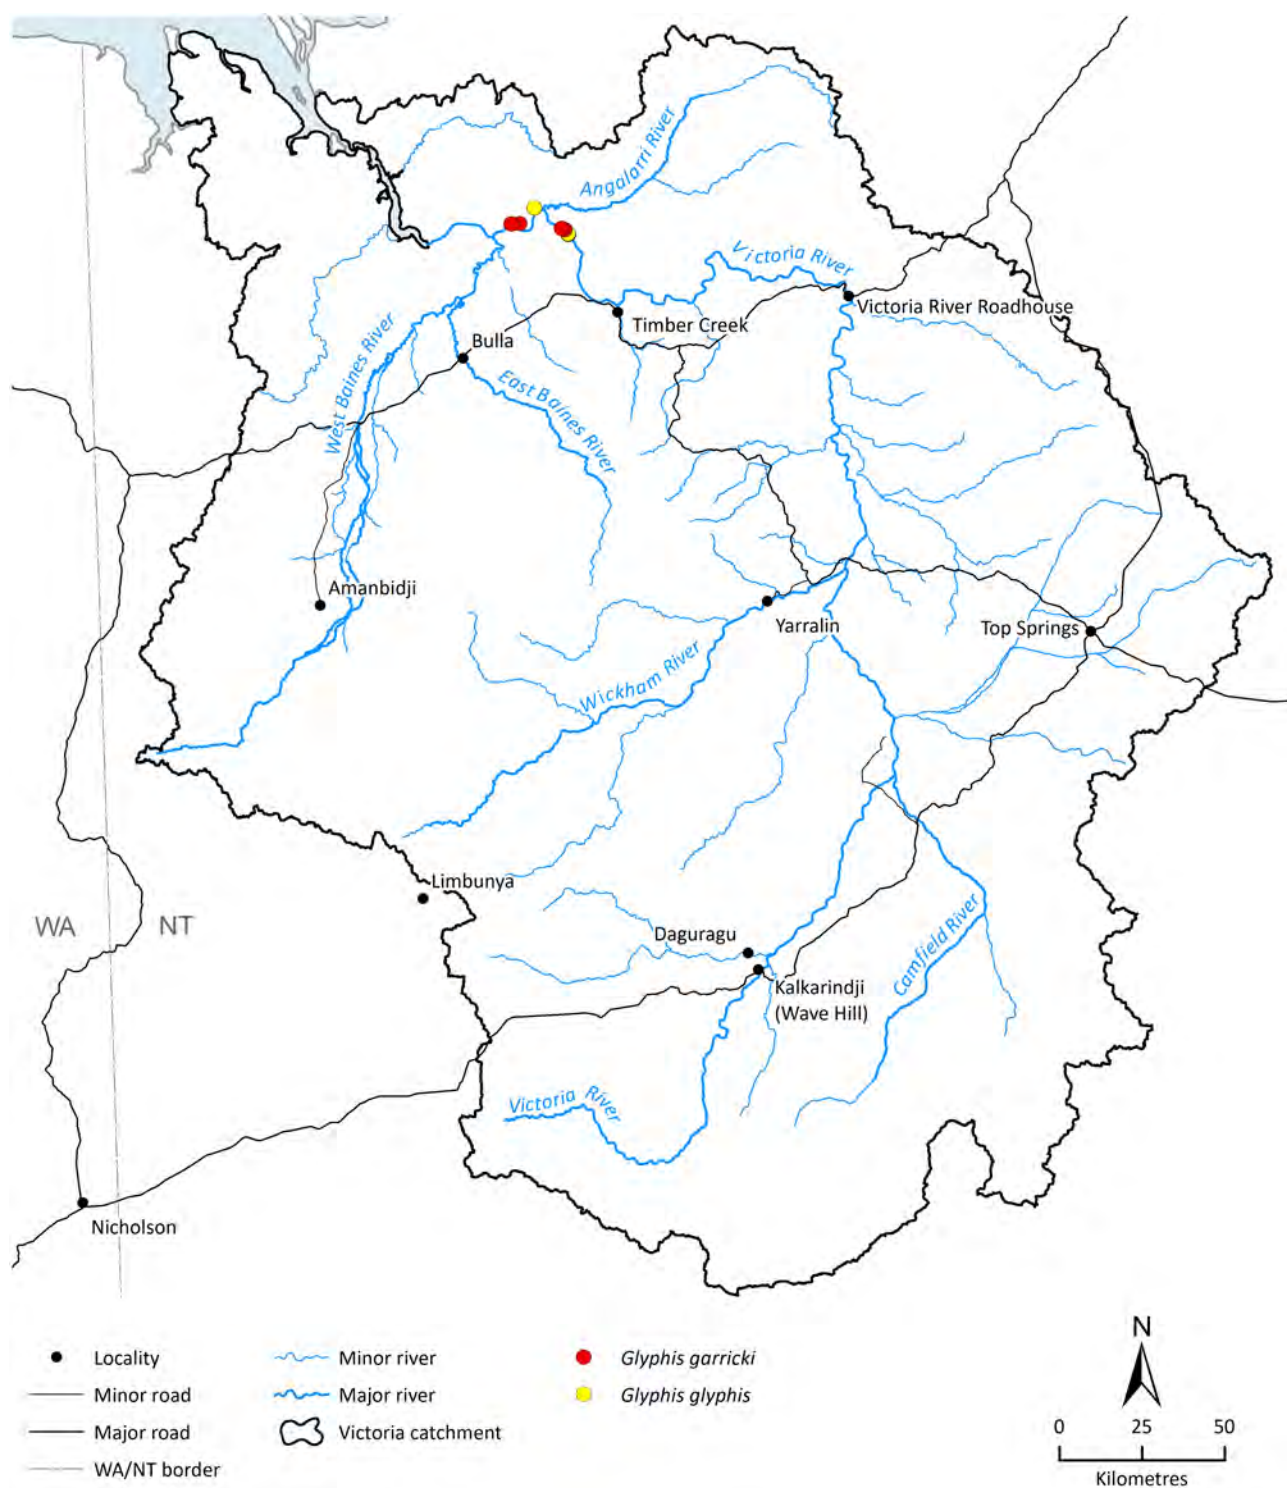 Angalarri River
Victoria River
Victoria River Roadhouse
Timber Creek
Bulla
West Baines River
East Baines River
Amanbidji
Yarralin
Top Springs
Wickham River
Limbunya
WA NT
Daguragu
Camfield River
Kalkarindji
(Wave Hill)
Victoria River
Nicholson
N
Locality
Minor river
Glyphis garricki
Minor road
Major river
Glyphis glyphis
Major road
Victoria catchment
0 25 50
WA/NT border
Kilometres